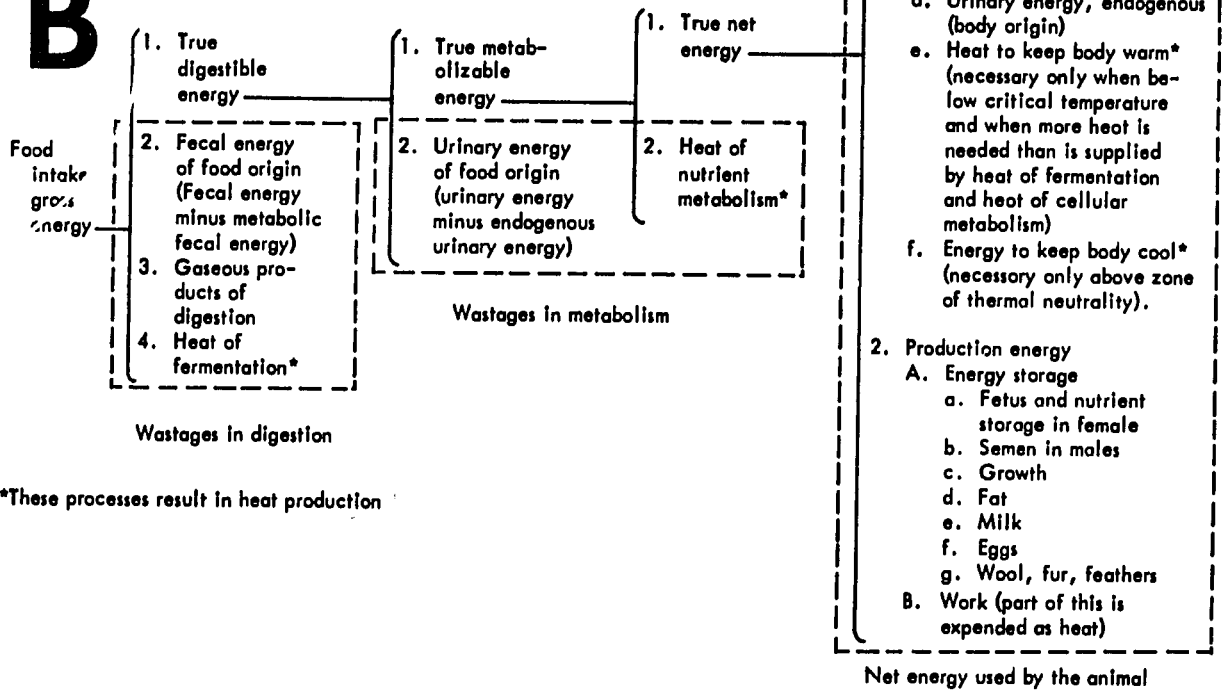 B
1. True
digestible
energy
Food
intake
gross
energy
2. Fecal energy
of food origin
(Fecal energy
minus metabolic
fecal energy)
3. Gaseous pro-
ducts of
digestion
4. Heat of
fermentation*
Wastages in digestion
1. True metab-
olizable
energy
2. Urinary energy
of food origin
(urinary energy
minus endogenous
urinary energy)
Wastages in metabolism
1. True net
energy
2. Heat of
nutrient
metabolism*
d. Urinary energy, endogenous
(body origin)
e. Heat to keep body warm*
(necessary only when be-
low critical temperature
and when more heat is
needed than is supplied
by heat of fermentation
and heat of cellular
metabolism)
f. Energy to keep body cool*
(necessary only above zone
of thermal neutrality).
2. Production energy
A. Energy storage
a. Fetus and nutrient
storage in female
b. Semen in males
c. Growth
d. Fat
e. Milk
f. Eggs
g. Wool, fur, feathers
B. Work (part of this is
expended as heat)
Net energy used by the animal
*These processes result in heat production